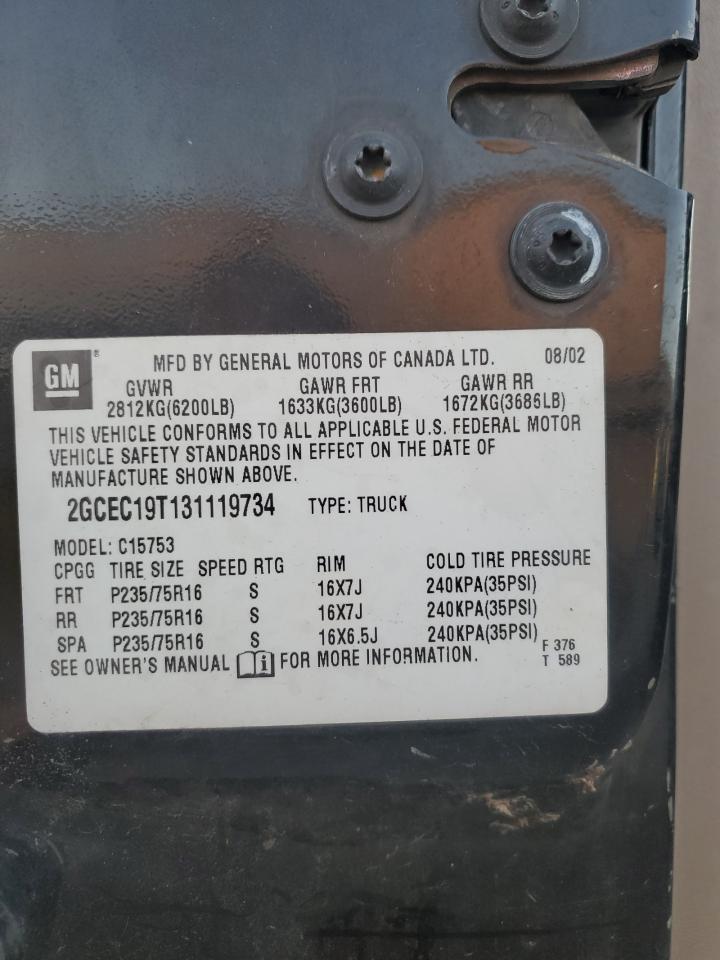 GM ® MFD BY GENERAL MOTORS OF CANADA LTD. 08/02
GVWR GAWR FRT GAWR RR
2812KG(6200LB) 1633KG(3600LB) 1672KG(3686LB)
THIS VEHICLE CONFORMS TO ALL APPLICABLE U.S. FEDERAL MOTOR
VEHICLE SAFETY STANDARDS IN EFFECT ON THE DATE OF
MANUFACTURE SHOWN ABOVE.
2GCEC19T131119734 TYPE: TRUCK
MODEL: C15753
CPGG TIRE SIZE SPEED RTG RIM COLD TIRE PRESSURE
FRT P235/75R16 S 16X7J 240KPA(35PSI)
RR P235/75R16 S 16X7J 240KPA(35PSI)
SPA P235/75R16 S 16X6.5J 240KPA(35PSI)
SEE OWNER'S MANUAL i FOR MORE INFORMATION.
F 376
T 589